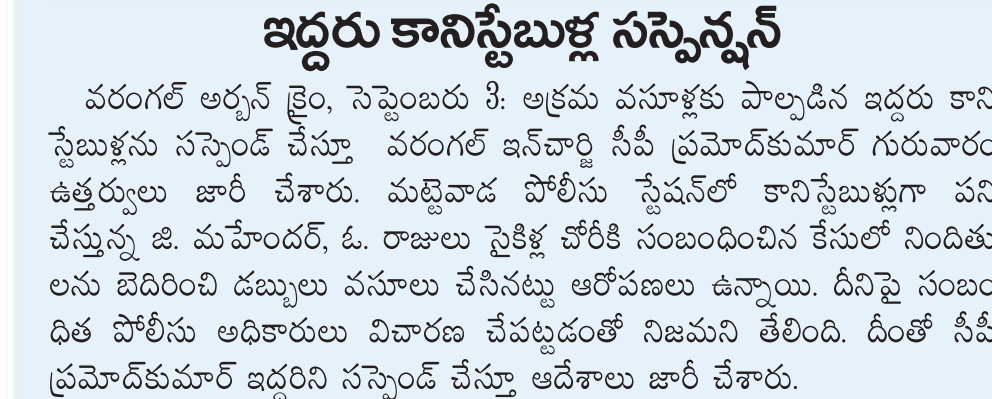 ఇద్దరు కానిస్టేబుళ్ల సస్పెన్షన్
వరంగల్ అర్బన్ క్రైం, సెప్టెంబరు 3: అక్రమ వసూళ్లకు పాల్పడిన ఇద్దరు కాని
స్టేబుళ్లను సస్పెండ్ చేస్తూ వరంగల్ ఇన్‌చార్జి సీపీ ప్రమోద్‌కుమార్ గురువారం
ఉత్తర్వులు జారీ చేశారు. మట్టెవాడ పోలీసు స్టేషన్‌లో కానిస్టేబుళ్లుగా పని
చేస్తున్న జి. మహేందర్, ఓ. రాజులు సైకిళ్ల చోరీకి సంబంధించిన కేసులో నిందితు
లను బెదిరించి డబ్బులు వసూలు చేసినట్టు ఆరోపణలు ఉన్నాయి. దీనిపై సంబం
ధిత పోలీసు అధికారులు విచారణ చేపట్టడంతో నిజమని తేలింది. దీంతో సీపీ
ప్రమోద్‌కుమార్ ఇద్దరిని సస్పెండ్ చేస్తూ ఆదేశాలు జారీ చేశారు.